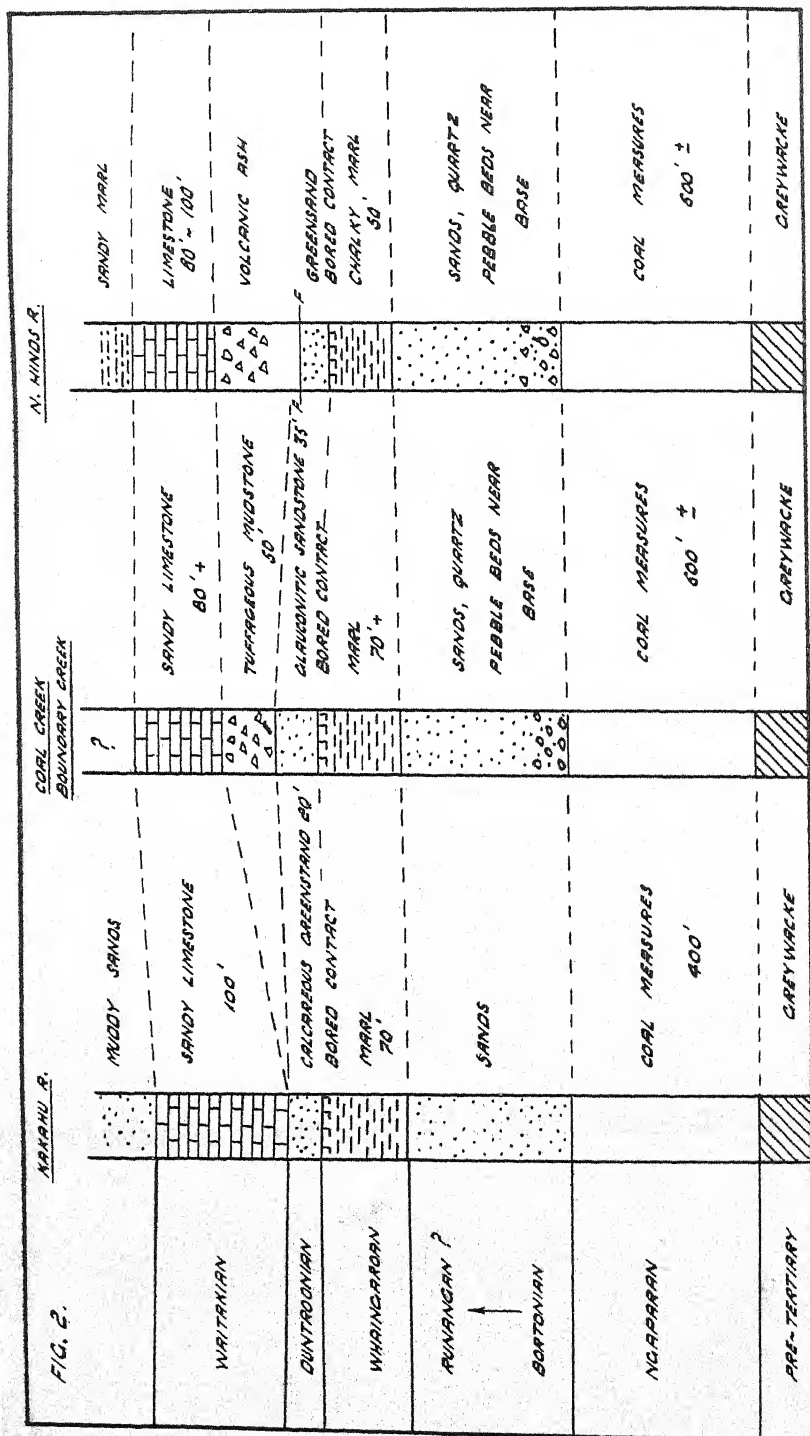 FIG. 2.
WAITAKIAN
DUNTROONIAN
WHAINGAROAN
RUNANGAN ?
BORTONIAN
NGAPARAN
PRE-TERTIARY
KAKAHU R.
MUDDY SANDS
SANDY LIMESTONE
100'
CALCAREOUS GREENSTAND 20'
BORED CONTACT
MARL
70'
SANDS
COAL MEASURES
400'
GREYWACKE
COAL CREEK
BOUNDARY CREEK
?
SANDY LIMESTONE
80'+
TUFFACEOUS MUDSTONE
50'
GLAUCONITIC SANDSTONE 35' F
BORED CONTACT
MARL
70'+
SANDS, QUARTZ
PEBBLE BEDS NEAR
BASE
COAL MEASURES
600' ±
GREYWACKE
N. HINDS R.
SANDY MARL
LIMESTONE
80' - 100'
VOLCANIC ASH
F
GREENSAND
BORED CONTACT
CHALKY, MARL
50'
SANDS, QUARTZ
PEBBLE BEDS NEAR
BASE
COAL MEASURES
600' ±
GREYWACKE